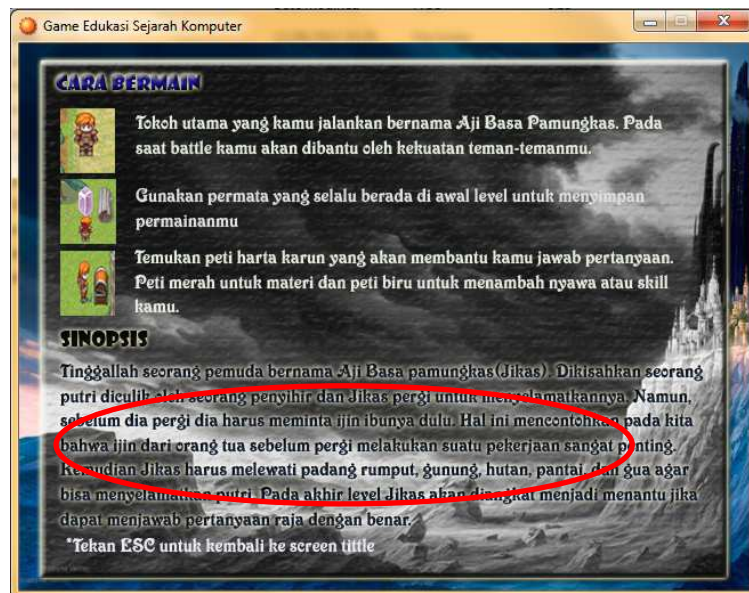 Game Edukasi Sejarah Komputer
CARA BERMAIN
Tokoh utama yang kamu jalankan bernama Aji Basa Pamungkas. Pada
saat battle kamu akan dibantu oleh kekuatan teman-temanmu.
Gunakan permata yang selalu berada di awal level untuk menyimpan
permainanmu
Temukan peti harta karun yang akan membantu kamu jawab pertanyaan.
Peti merah untuk materi dan peti biru untuk menambah nyawa atau skill
kamu.
SINOPSIS
Tinggallah seorang pemuda bernama Aji Basa pamungkas(Jikas). Dikisahkan seorang
putri diculik oleh seorang penyihir dan Jikas pergi untuk menyelamatkannya. Namun,
sebelum dia pergi dia harus meminta ijin ibunya dulu. Hal ini mencontohkan pada kita
bahwa ijin dari orang tua sebelum pergi melakukan suatu pekerjaan sangat penting.
Kemudian Jikas harus melewati padang rumput, gunung, hutan, pantai, dan gua agar
bisa menyelamatkan putri. Pada akhir level Jikas akan diangkat menjadi menantu jika
dapat menjawab pertanyaan raja dengan benar.
*Tekan ESC untuk kembali ke screen tittle